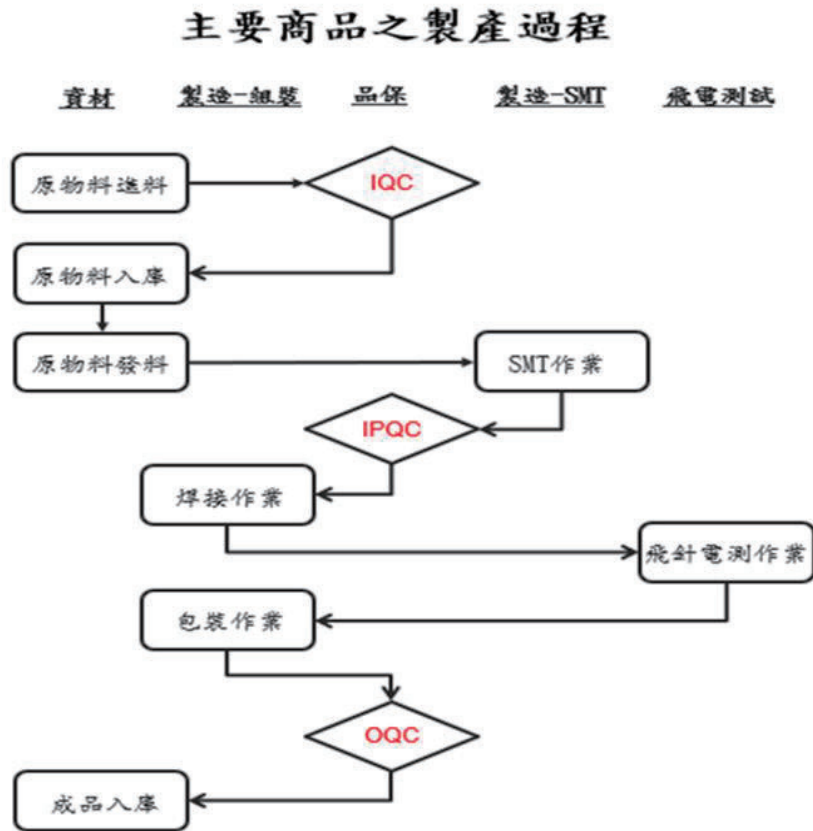 主要商品之製產過程
資材 製造-組裝 品保 製造-SMT 飛電測試
原物料進料
IQC
原物料入庫
原物料發料
SMT作業
IPQC
焊接作業
飛針電測作業
包裝作業
OQC
成品入庫